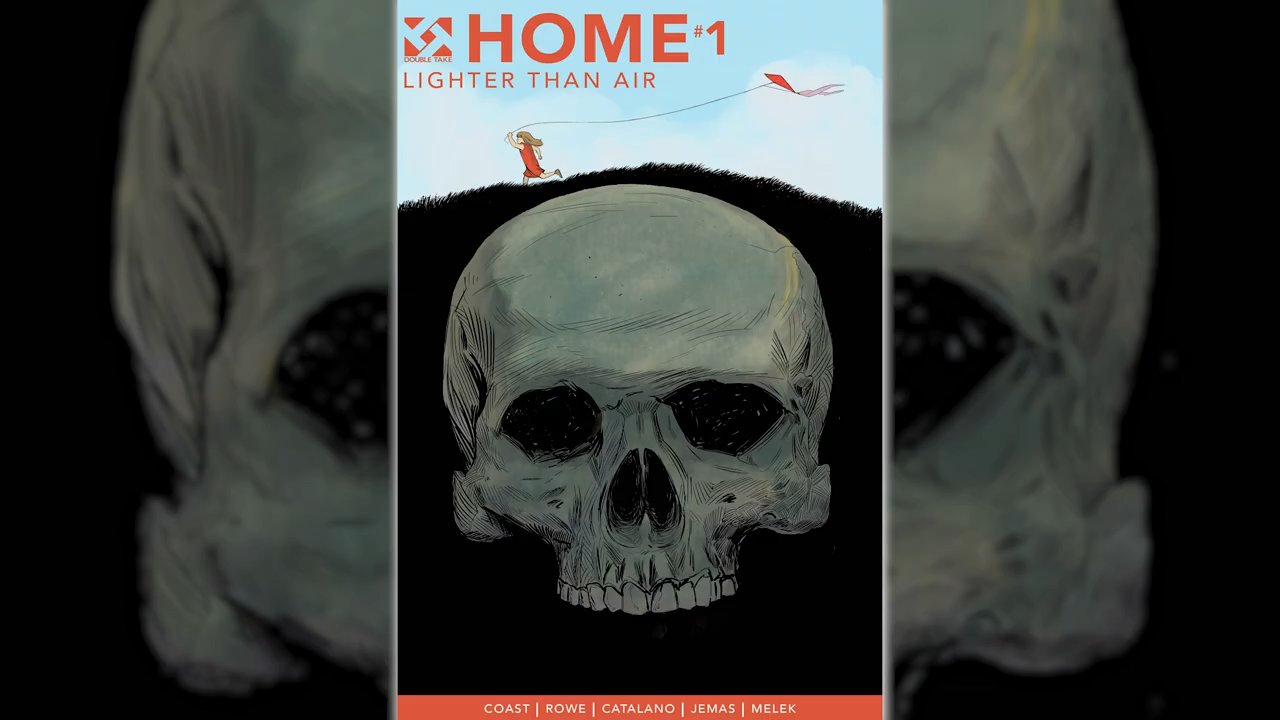 HOME #1
DOUBLE TAKE
LIGHTER THAN AIR
COAST | ROWE | CATALANO | JEMAS | MELEK